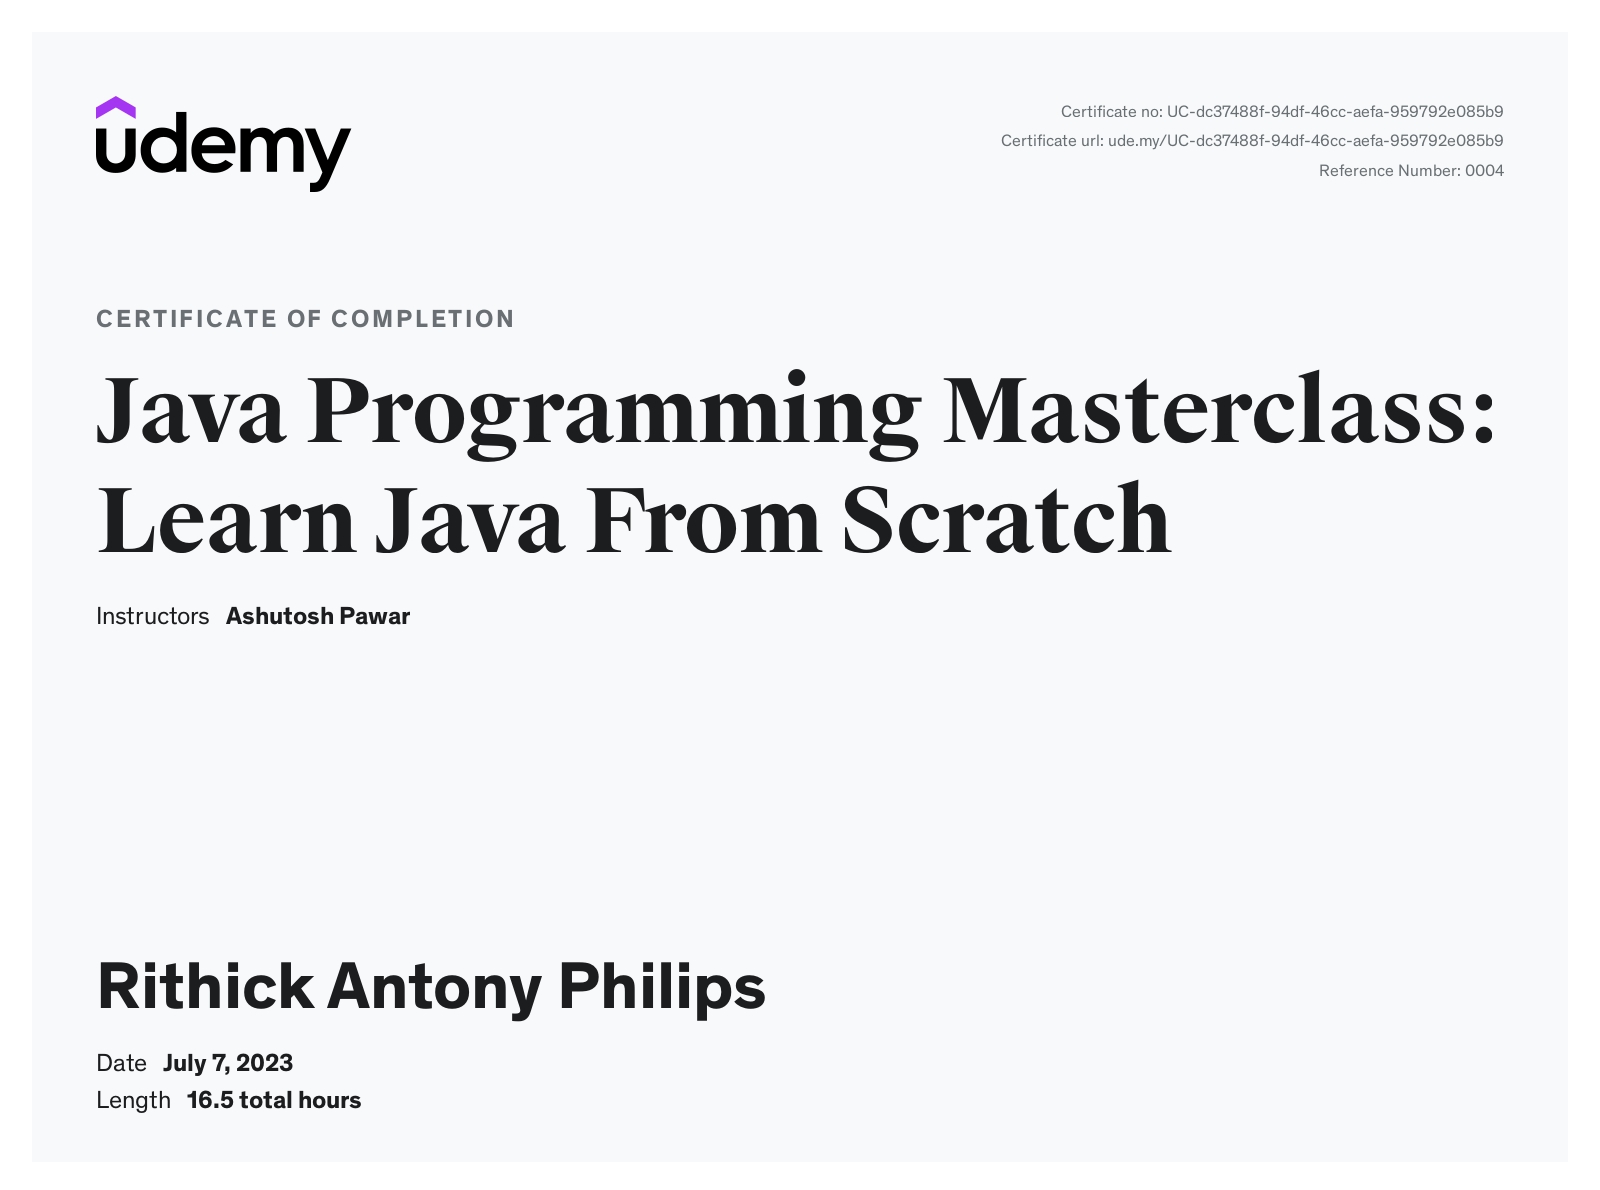 udemy
Certificate no: UC-dc37488f-94df-46cc-aefa-959792e085b9
Certificate url: ude.my/UC-dc37488f-94df-46cc-aefa-959792e085b9
Reference Number: 0004
CERTIFICATE OF COMPLETION
Java Programming Masterclass:
Learn Java From Scratch
Instructors Ashutosh Pawar
Rithick Antony Philips
Date July 7, 2023
Length 16.5 total hours